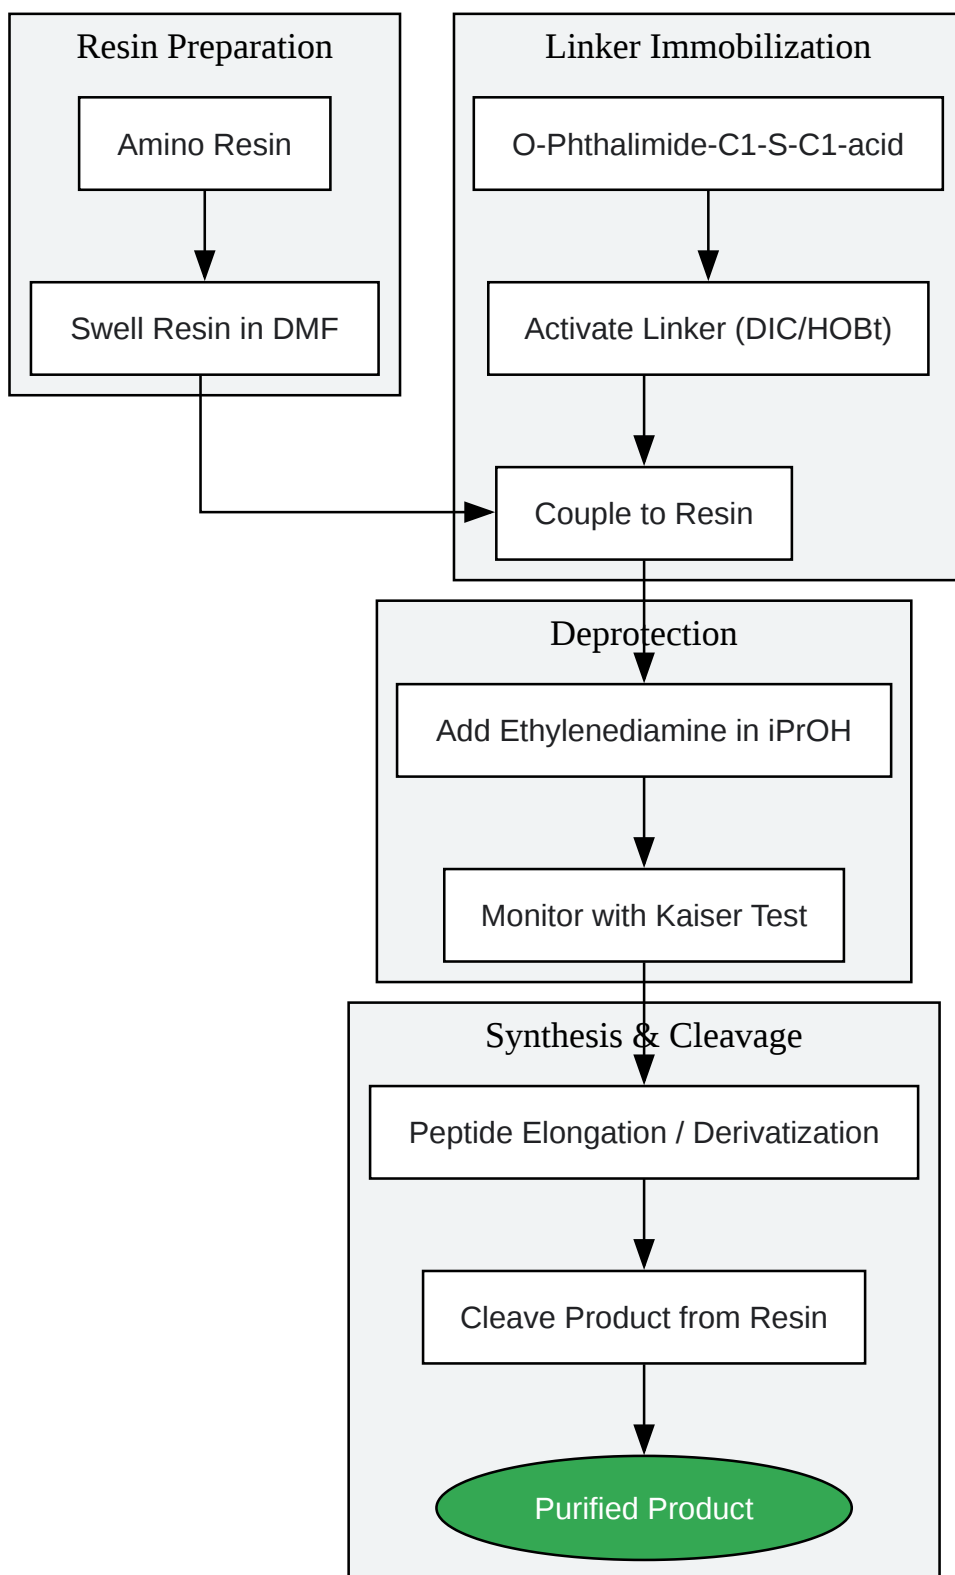 Resin Preparation
Amino Resin
Swell Resin in DMF
Linker Immobilization
O-Phthalimide-C1-S-C1-acid
Activate Linker (DIC/HOBt)
Couple to Resin
Deprotection
Add Ethylenediamine in iPrOH
Monitor with Kaiser Test
Synthesis & Cleavage
Peptide Elongation / Derivatization
Cleave Product from Resin
Purified Product